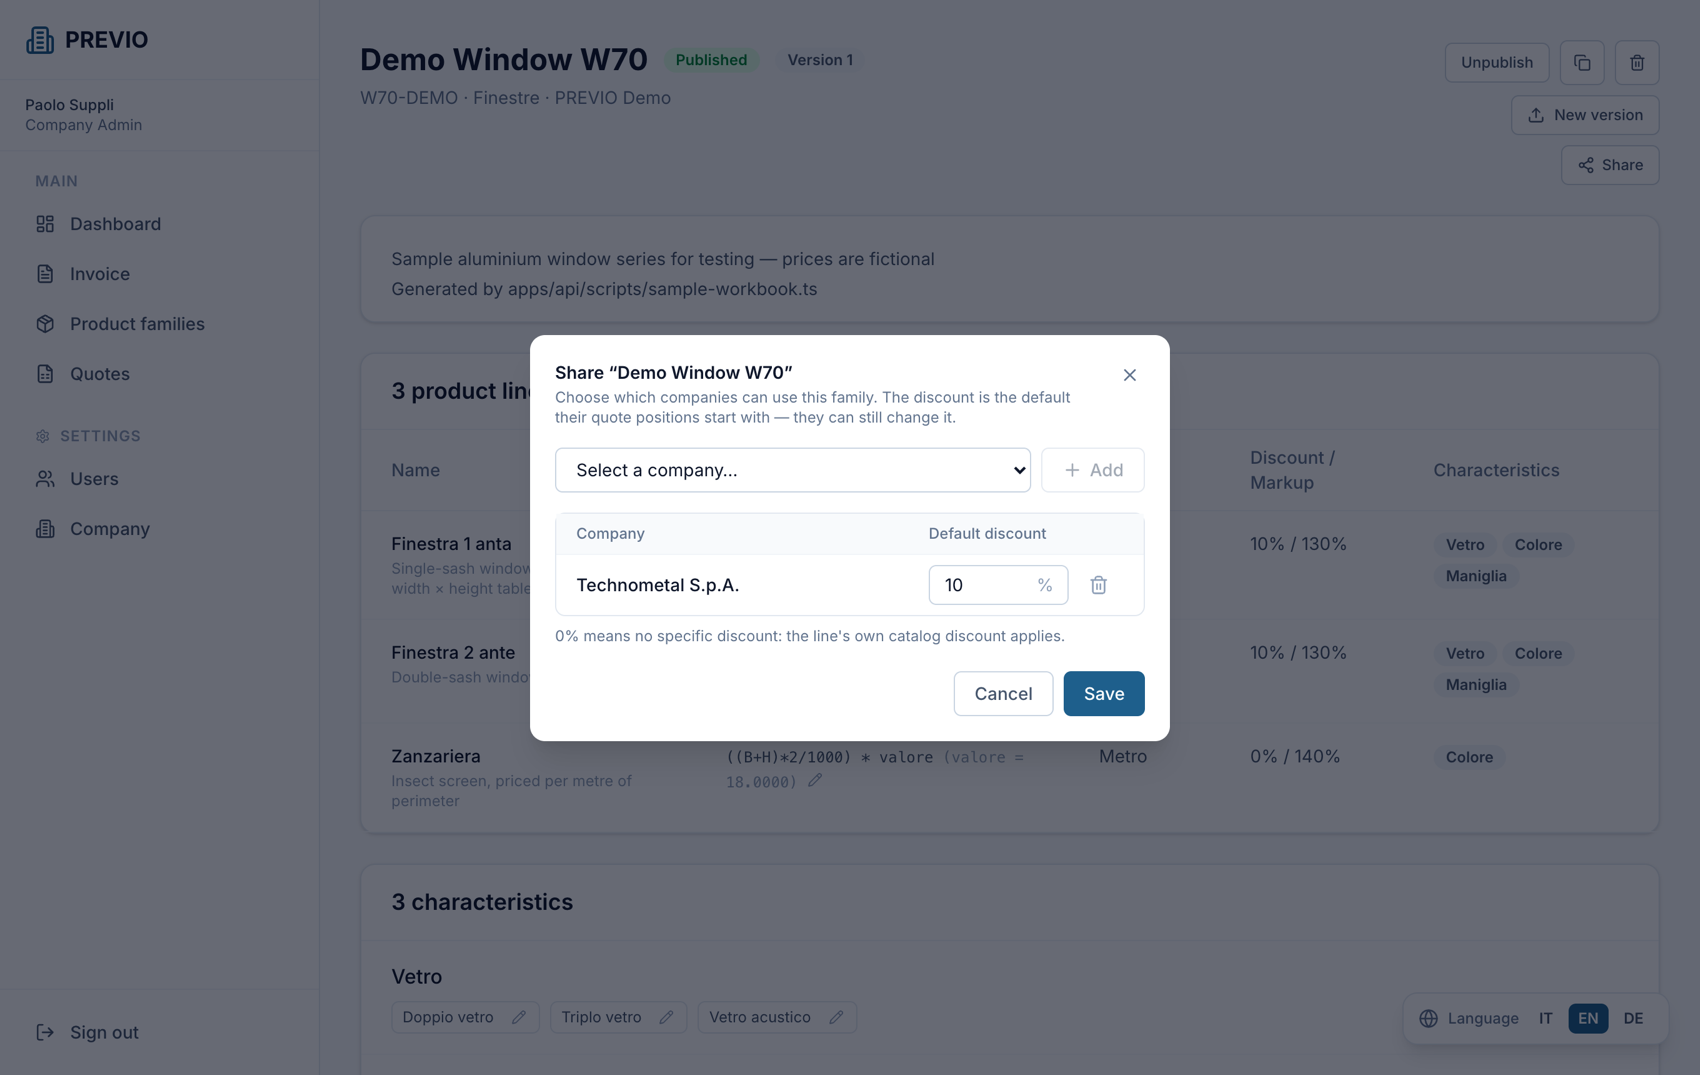 PREVIO
Paolo Suppli
Company Admin
MAIN
Dashboard
Invoice
Product families
Quotes
SETTINGS
Users
Company
Sign out
Demo Window W70
Published
Version 1
W70-DEMO · Finestre · PREVIO Demo
Unpublish
New version
Share
Sample aluminium window series for testing — prices are fictional
Generated by apps/api/scripts/sample-workbook.ts
3 product
Name
Discount /
Markup
Characteristics
Finestra 1 anta
Single-sash window
width × height table
10% / 130%
Vetro
Colore
Maniglia
Finestra 2 ante
Double-sash
10% / 130%
Vetro
Colore
Maniglia
Zanzariera
Insect screen, priced per metre of
perimeter
((B+H)*2/1000) * valore (valore =
18.0000)
Metro
0% / 140%
Colore
Share “Demo Window W70”
Choose which companies can use this family. The discount is the default
their quote positions start with — they can still change it.
Select a company...
Add
Company
Default discount
Technometal S.p.A.
10
%
0% means no specific discount: the line's own catalog discount applies.
Cancel
Save
3 characteristics
Vetro
Doppio vetro
Triplo vetro
Vetro acustico
Language
IT
EN
DE